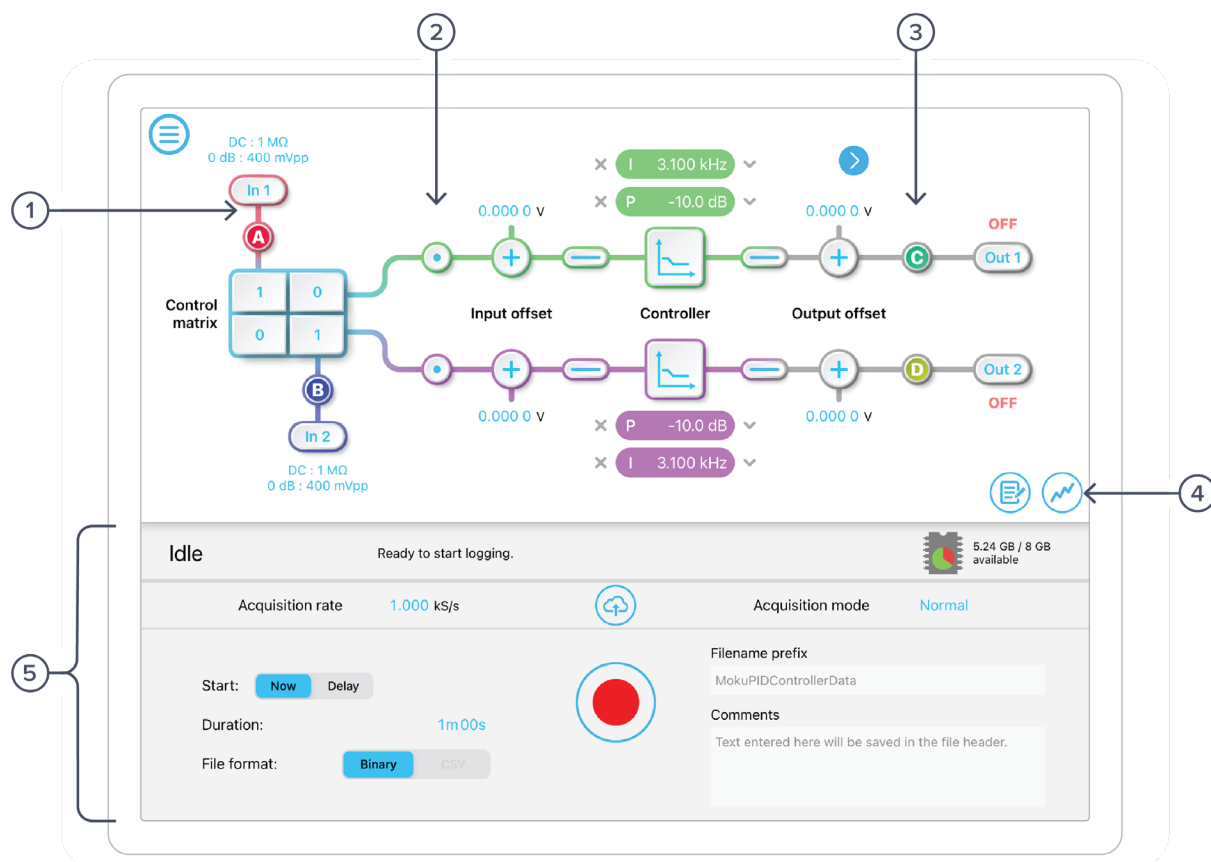 2
3
DC : 1 MΩ
0 dB : 400 mVpp
I 3.100 kHz
In 1
1
P -10.0 dB
0.000 0 V
0.000 0 V
OFF
A
C
Out 1
Control
matrix
1 0
0 1
Input offset
Controller
Output offset
B
D
Out 2
OFF
In 2
0.000 0 V
0.000 0 V
P -10.0 dB
I 3.100 kHz
DC : 1 MΩ
0 dB : 400 mVpp
4
Idle
Ready to start logging.
5.24 GB / 8 GB
available
Acquisition rate 1.000 kS/s
Acquisition mode Normal
5
Start: Now Delay
Duration: 1m00s
File format: Binary CSV
Filename prefix
MokuPIDControllerData
Comments
Text entered here will be saved in the file header.